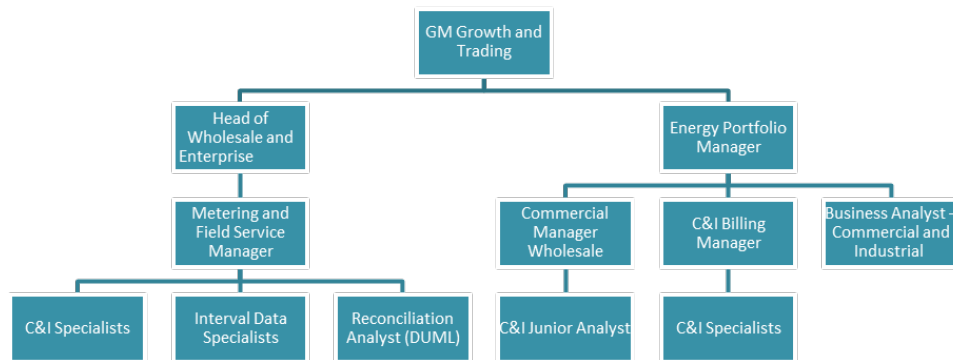 GM Growth and
Trading
Head of
Wholesale and
Enterprise
Energy Portfolio
Manager
Metering and
Field Service
Manager
Commercial
Manager
Wholesale
C&I Billing
Manager
Business Analyst -
Commercial and
Industrial
C&I Specialists
Interval Data
Specialists
Reconciliation
Analyst (DUML)
C&I Junior Analyst
C&I Specialists